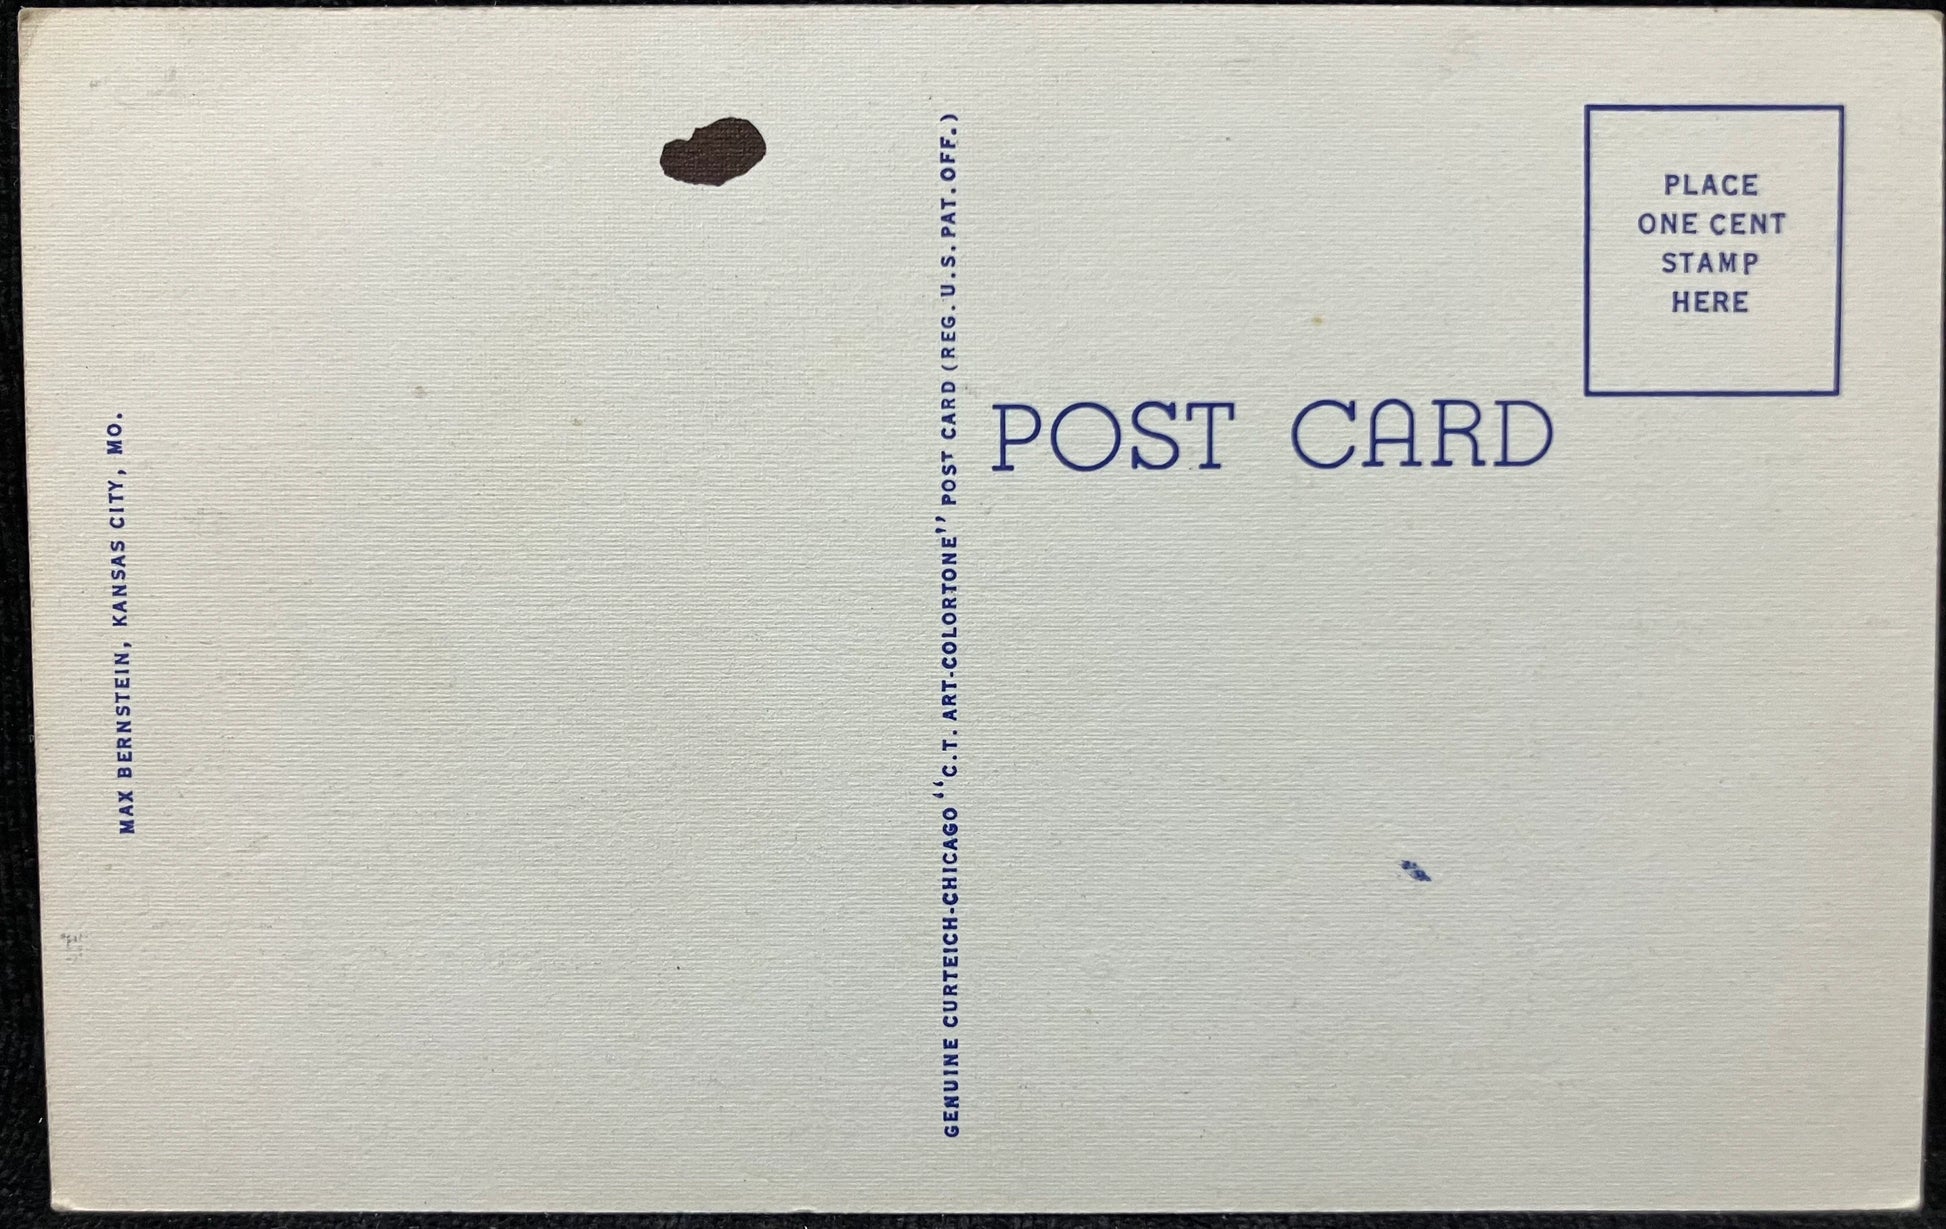 MAX BERNSTEIN, KANSAS CITY, MO.
GENUINE CURTEICH-CHICAGO "C.T. ART-COLORTONE" POST CARD (REG. U.S. PAT. OFF.)
POST CARD
PLACE
ONE CENT
STAMP
HERE